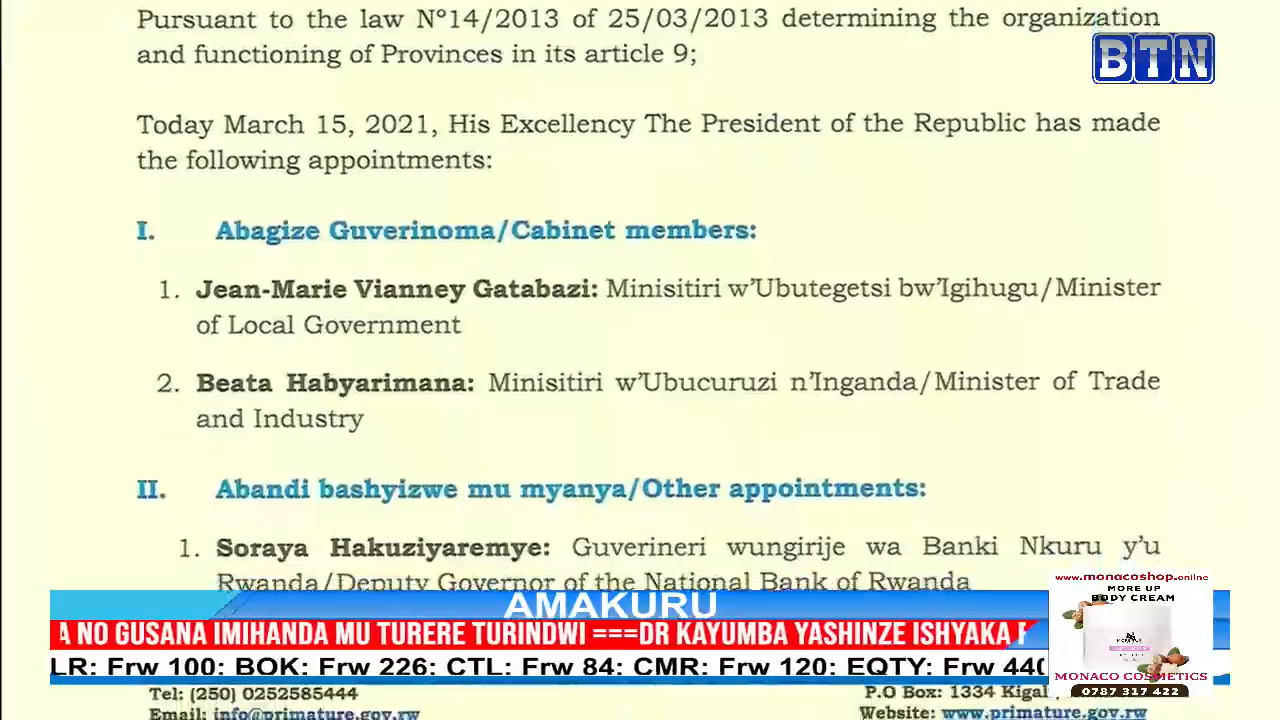 Pursuant to the law N°14/2013 of 25/03/2013 determining the organization
and functioning of Provinces in its article 9;
BTN
Today March 15, 2021, His Excellency The President of the Republic has made
the following appointments:
I. Abagize Guverinoma/Cabinet members:
1. Jean-Marie Vianney Gatabazi: Minisitiri w'Ubutegetsi bw'Igihugu/Minister
of Local Government
2. Beata Habyarimana: Minisitiri w'Ubucuruzi n'Inganda/Minister of Trade
and Industry
II. Abandi bashyizwe mu myanya/Other appointments:
1. Soraya Hakuziyaremye: Guverineri wungirije wa Banki Nkuru y'u
Rwanda/Deputy Governor of the National Bank of Rwanda
AMAKURU
A NO GUSANA IMIHANDA MU TURERE TURINDWI ===DR KAYUMBA YASHINZE ISHYAKA
LR: Frw 100: BOK: Frw 226: CTL: Frw 84: CMR: Frw 120: EQTY: Frw 440
www.monacoshop.online
MORE UP
BODY CREAM
MONACO COSMETICS
0787 317 422
Tel: (250) 0252585444
Email: info@primature.gov.rw
P.O Box: 1334 Kigal
Website: www.primature.gov.rw